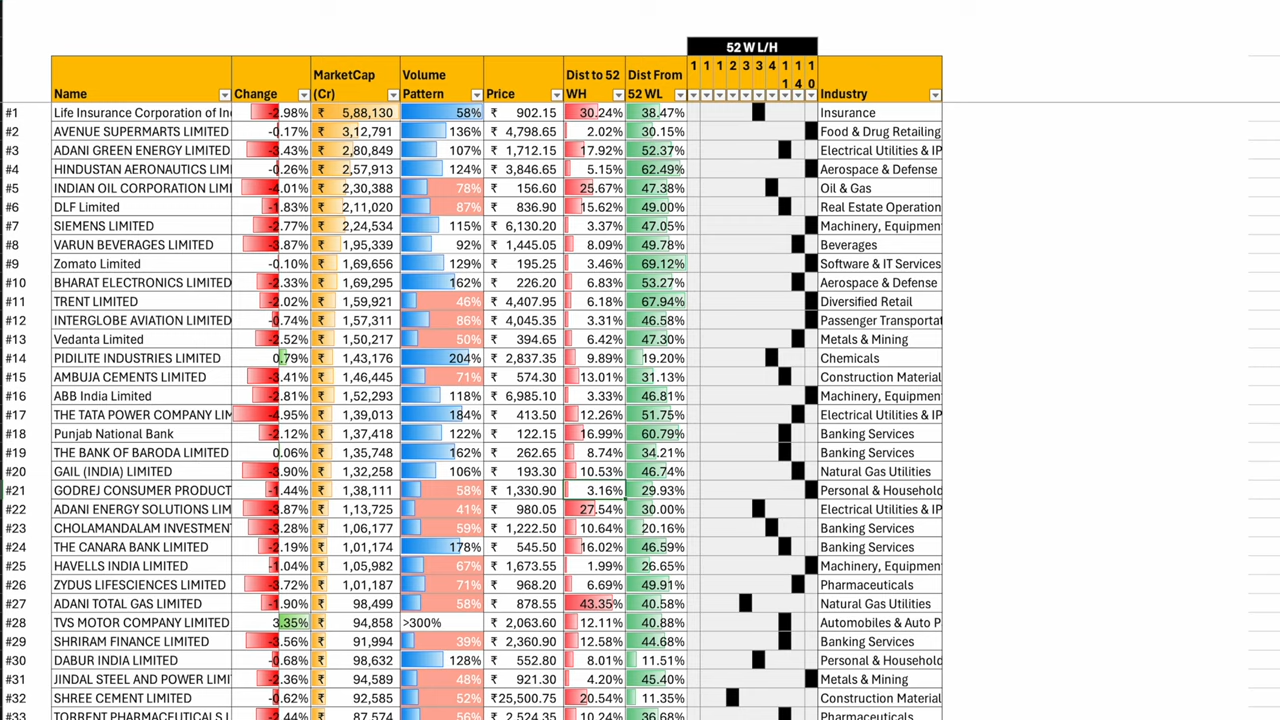 52 W L/H
Name Change MarketCap (Cr) Volume Pattern Price Dist to 52 WH Dist From 52 WL 1 1 1 2 3 3 4 11 14 10 Industry
#1 Life Insurance Corporation of In -2.98% ₹ 5,88,130 58% ₹ 902.15 30.24% 38.47% Insurance
#2 AVENUE SUPERMARTS LIMITED -0.17% ₹ 3,12,791 136% ₹ 4,798.65 2.02% 30.15% Food & Drug Retailing
#3 ADANI GREEN ENERGY LIMITED -3.43% ₹ 2,80,849 107% ₹ 1,712.15 17.92% 52.37% Electrical Utilities & IP
#4 HINDUSTAN AERONAUTICS LIM -0.26% ₹ 2,57,913 124% ₹ 3,846.65 5.15% 62.49% Aerospace & Defense
#5 INDIAN OIL CORPORATION LIMI -4.01% ₹ 2,30,388 78% ₹ 156.60 25.67% 47.38% Oil & Gas
#6 DLF Limited -1.83% ₹ 2,11,020 87% ₹ 836.90 15.62% 49.00% Real Estate Operation
#7 SIEMENS LIMITED -2.77% ₹ 2,24,534 115% ₹ 6,130.20 3.37% 47.05% Machinery, Equipmen
#8 VARUN BEVERAGES LIMITED -3.87% ₹ 1,95,339 92% ₹ 1,445.05 8.09% 49.78% Beverages
#9 Zomato Limited -0.10% ₹ 1,69,656 129% ₹ 195.25 3.46% 69.12% Software & IT Services
#10 BHARAT ELECTRONICS LIMITED -2.33% ₹ 1,69,295 162% ₹ 226.20 6.83% 53.27% Aerospace & Defense
#11 TRENT LIMITED -2.02% ₹ 1,59,921 46% ₹ 4,407.95 6.18% 67.94% Diversified Retail
#12 INTERGLOBE AVIATION LIMITED -0.74% ₹ 1,57,311 86% ₹ 4,045.35 3.31% 46.58% Passenger Transportat
#13 Vedanta Limited -2.52% ₹ 1,50,217 50% ₹ 394.65 6.42% 47.30% Metals & Mining
#14 PIDILITE INDUSTRIES LIMITED 0.79% ₹ 1,43,176 204% ₹ 2,837.35 9.89% 19.20% Chemicals
#15 AMBUJA CEMENTS LIMITED -3.41% ₹ 1,46,445 71% ₹ 574.30 13.01% 31.13% Construction Material
#16 ABB India Limited -2.81% ₹ 1,52,293 118% ₹ 6,985.10 3.33% 46.81% Machinery, Equipmen
#17 THE TATA POWER COMPANY LIM -4.95% ₹ 1,39,013 184% ₹ 413.50 12.26% 51.75% Electrical Utilities & IP
#18 Punjab National Bank -2.12% ₹ 1,37,418 122% ₹ 122.15 16.99% 60.79% Banking Services
#19 THE BANK OF BARODA LIMITED 0.06% ₹ 1,35,748 162% ₹ 262.65 8.74% 34.21% Banking Services
#20 GAIL (INDIA) LIMITED -3.90% ₹ 1,32,258 106% ₹ 193.30 10.53% 46.74% Natural Gas Utilities
#21 GODREJ CONSUMER PRODUCT -1.44% ₹ 1,38,111 58% ₹ 1,330.90 3.16% 29.93% Personal & Household
#22 ADANI ENERGY SOLUTIONS LIM -3.87% ₹ 1,13,725 41% ₹ 980.05 27.54% 30.00% Electrical Utilities & IP
#23 CHOLAMANDALAM INVESTMEN -3.28% ₹ 1,06,177 59% ₹ 1,222.50 10.64% 20.16% Banking Services
#24 THE CANARA BANK LIMITED -2.19% ₹ 1,01,174 178% ₹ 545.50 16.02% 46.59% Banking Services
#25 HAVELLS INDIA LIMITED -1.04% ₹ 1,05,982 67% ₹ 1,673.55 1.99% 26.65% Machinery, Equipmen
#26 ZYDUS LIFESCIENCES LIMITED -3.72% ₹ 1,01,187 71% ₹ 968.20 6.69% 49.91% Pharmaceuticals
#27 ADANI TOTAL GAS LIMITED -1.90% ₹ 98,499 58% ₹ 878.55 43.35% 40.58% Natural Gas Utilities
#28 TVS MOTOR COMPANY LIMITED 3.35% ₹ 94,858 >300% ₹ 2,063.60 12.11% 40.88% Automobiles & Auto P
#29 SHRIRAM FINANCE LIMITED -3.56% ₹ 91,994 39% ₹ 2,360.90 12.58% 44.68% Banking Services
#30 DABUR INDIA LIMITED -0.68% ₹ 98,632 128% ₹ 552.80 8.01% 11.51% Personal & Household
#31 JINDAL STEEL AND POWER LIMI -2.36% ₹ 94,589 48% ₹ 921.30 4.20% 45.40% Metals & Mining
#32 SHREE CEMENT LIMITED -0.62% ₹ 92,585 52% ₹25,500.75 20.54% 11.35% Construction Material
#33 TORRENT PHARMACEUTICALS L -2.44% ₹ 87,574 56% ₹ 2,524.35 10.24% 36.68% Pharmaceuticals